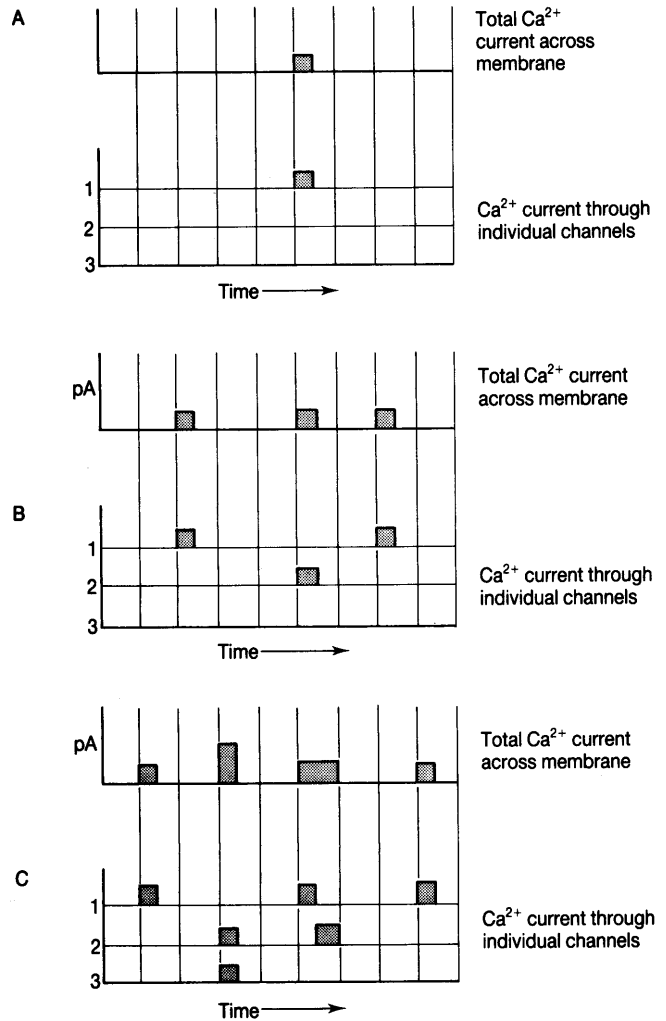 A
Total Ca²⁺
current across
membrane
1
2
3
Ca²⁺ current through
individual channels
Time
pA
Total Ca²⁺ current
across membrane
B
1
2
3
Ca²⁺ current through
individual channels
Time
pA
Total Ca²⁺ current
across membrane
C
1
2
3
Ca²⁺ current through
individual channels
Time